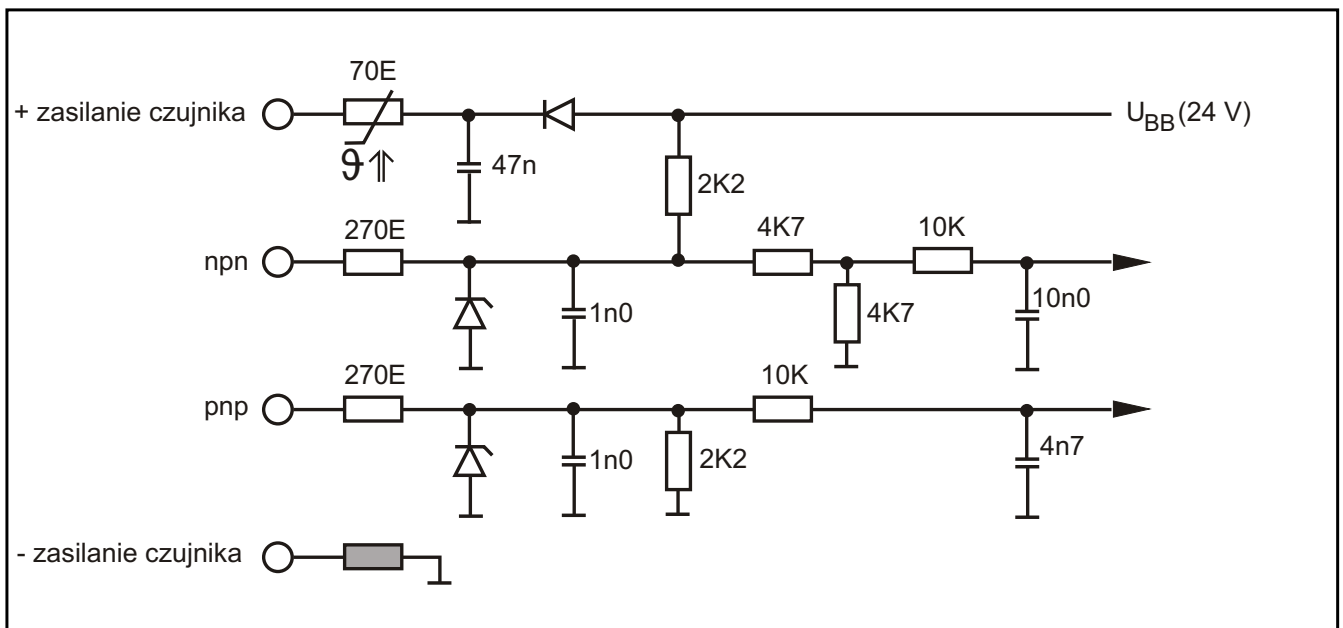 70E
+ zasilanie czujnika
U_BB (24 V)
ϑ⇑
47n
2K2
270E
4K7
10K
npn
1n0
4K7
10n0
270E
10K
pnp
1n0
2K2
4n7
- zasilanie czujnika